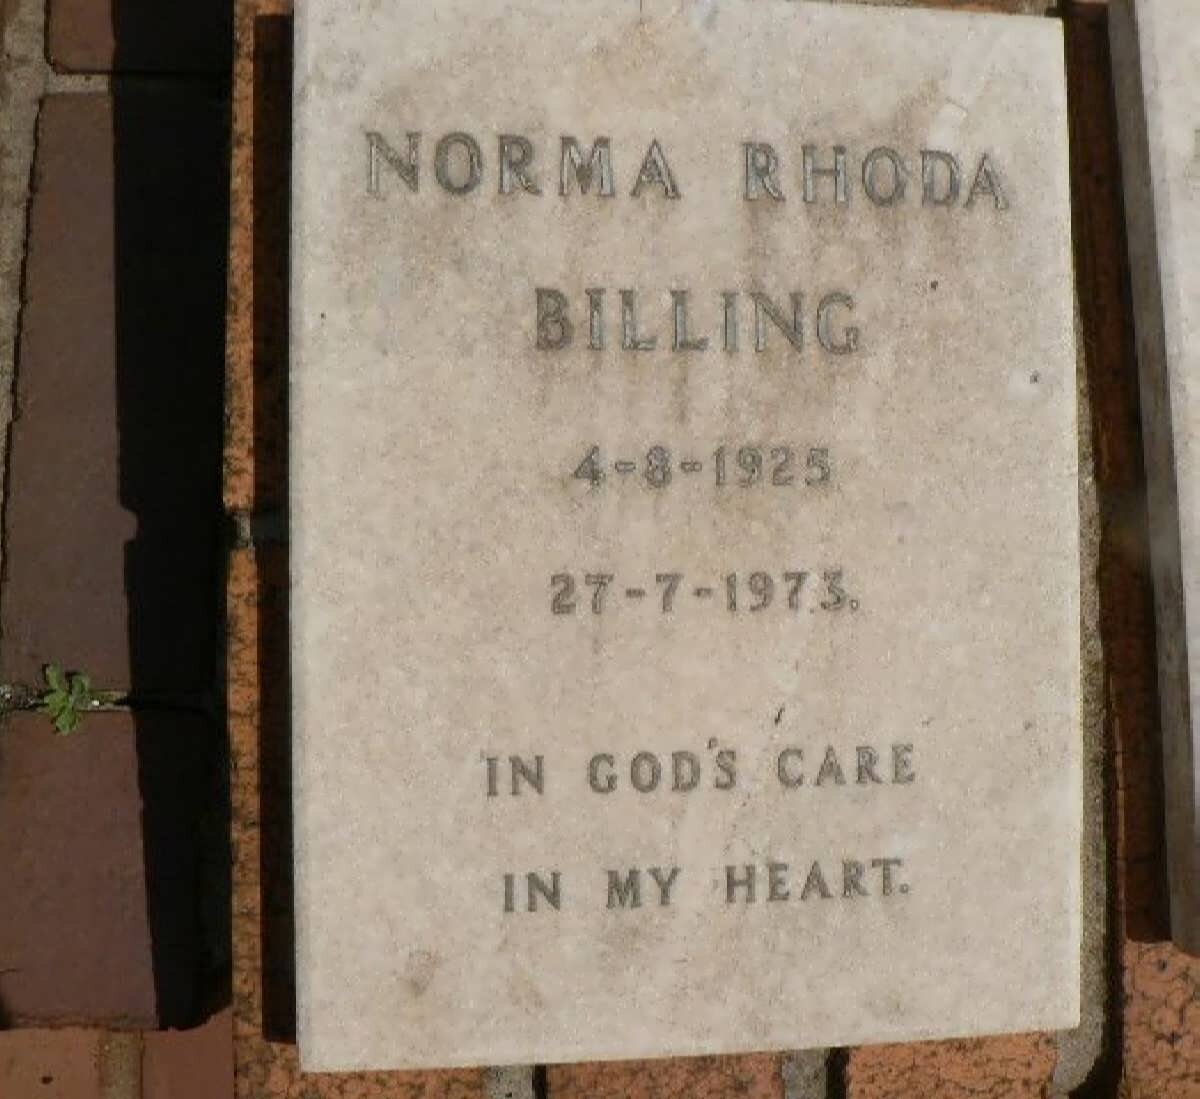 NORMA RHODA
BILLING
4-8-1925
27-7-1973.
IN GOD'S CARE
IN MY HEART.